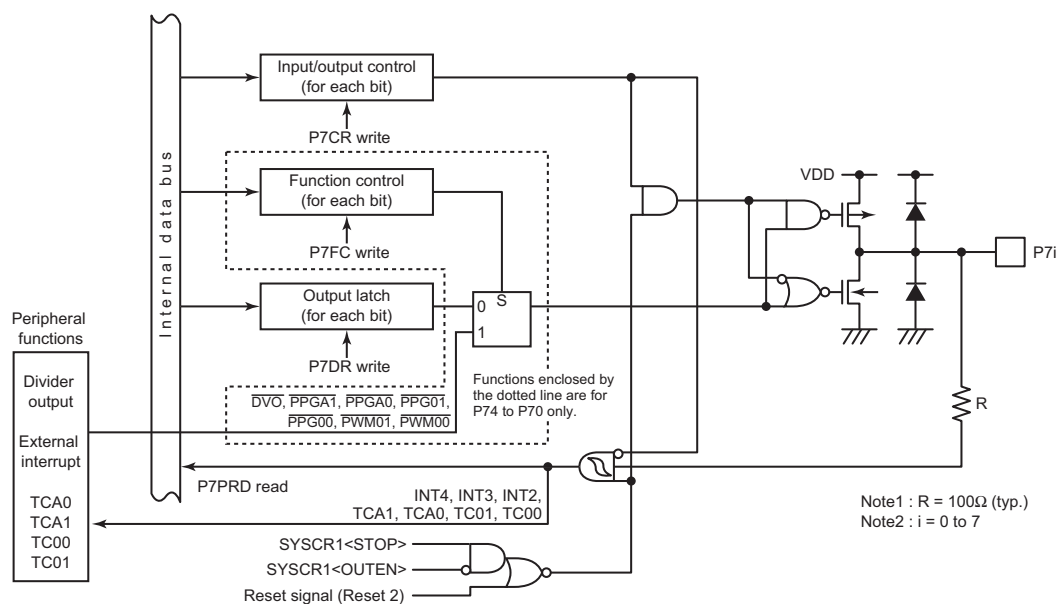 Internal data bus
Input/output control
(for each bit)
P7CR write
Function control
(for each bit)
P7FC write
Output latch
(for each bit)
P7DR write
0
S
1
VDD
P7i
R
Peripheral
functions
Divider
output
External
interrupt
TCA0
TCA1
TC00
TC01
DVO, PPGA1, PPGA0, PPG01,
PPG00, PWM01, PWM00
Functions enclosed by
the dotted line are for
P74 to P70 only.
P7PRD read
INT4, INT3, INT2,
TCA1, TCA0, TC01, TC00
SYSCR1<STOP>
SYSCR1<OUTEN>
Reset signal (Reset 2)
Note1 : R = 100Ω (typ.)
Note2 : i = 0 to 7